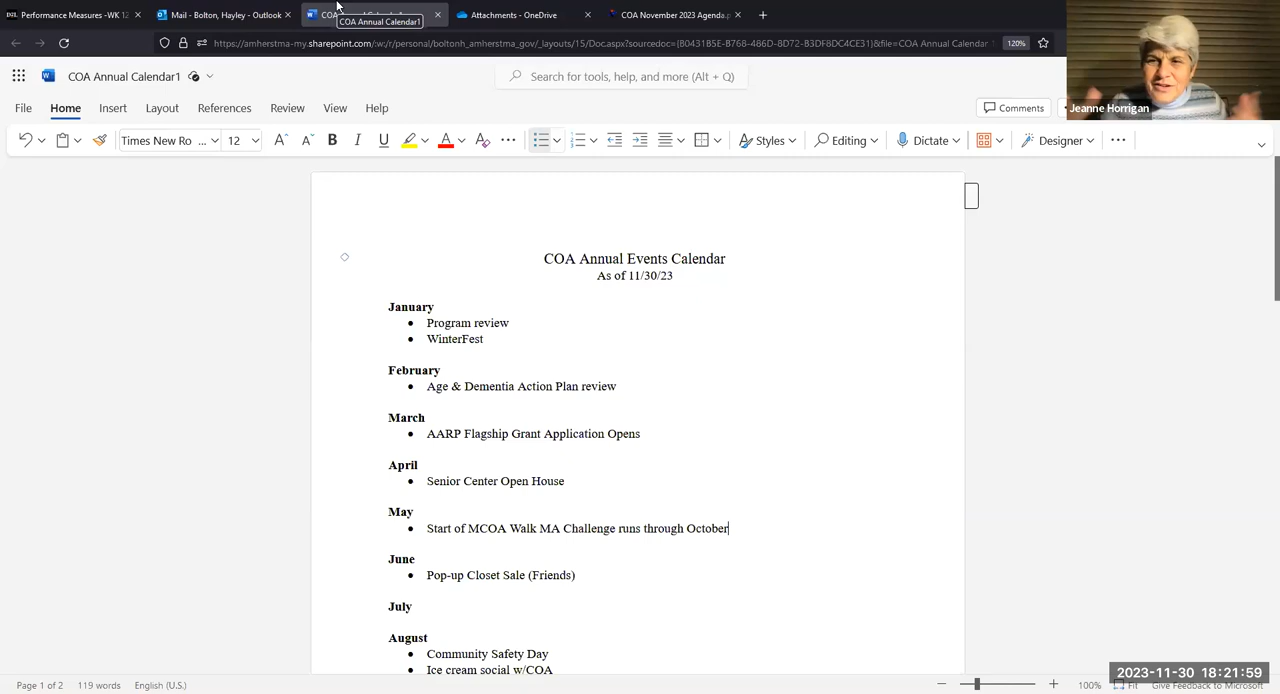 Performance Measures -WK 12
Mail - Bolton, Hayley - Outlook
COA Annual Calendar1
Attachments - OneDrive
COA November 2023 Agenda.p
https://amherstma-my.sharepoint.com/:w:/r/personal/boltonh_amherstma_gov/_layouts/15/Doc.aspx?sourcedoc={B0431B5E-B768-486D-8D72-B3DF8DC4CE31}&file=COA Annual Calendar
120%
COA Annual Calendar1
Search for tools, help, and more (Alt + Q)
Jeanne Horrigan
File Home Insert Layout References Review View Help
Comments
Times New Ro ... 12 B I U A Styles Editing Dictate Designer
COA Annual Events Calendar
As of 11/30/23
January
• Program review
• WinterFest
February
• Age & Dementia Action Plan review
March
• AARP Flagship Grant Application Opens
April
• Senior Center Open House
May
• Start of MCOA Walk MA Challenge runs through October
June
• Pop-up Closet Sale (Friends)
July
August
• Community Safety Day
• Ice cream social w/COA
2023-11-30 18:21:59
Page 1 of 2 119 words English (U.S.) 100% Fit Give Feedback to Microsoft